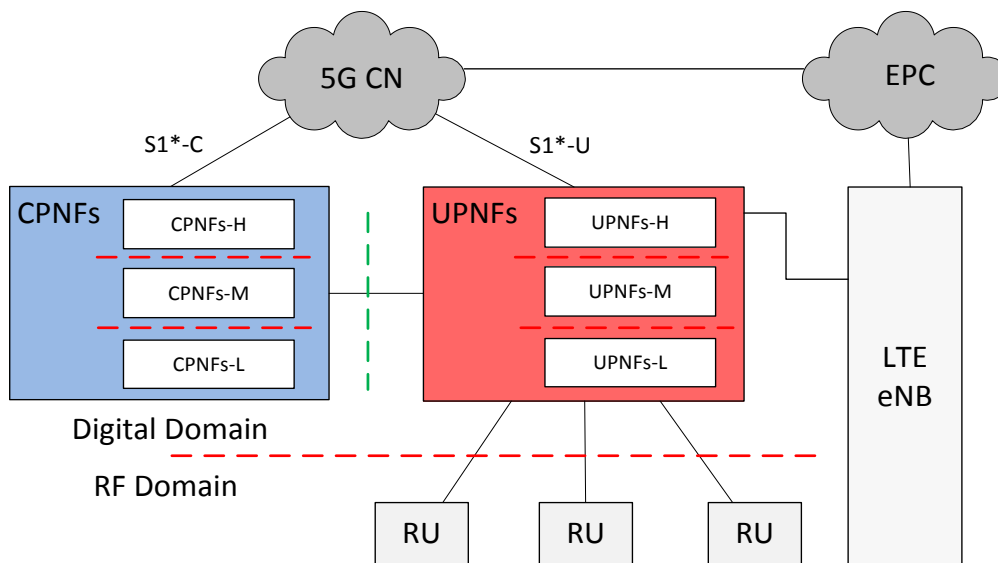 5G CN
EPC
S1*-C
S1*-U
CPNFs
CPNFs-H
CPNFs-M
CPNFs-L
UPNFs
UPNFs-H
UPNFs-M
UPNFs-L
LTE
eNB
Digital Domain
RF Domain
RU
RU
RU